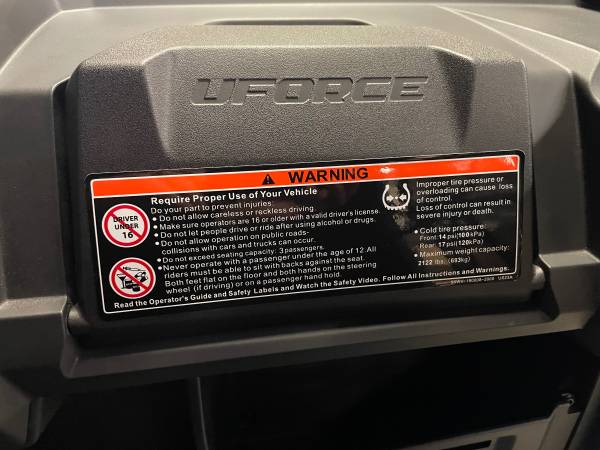 UFORCE
WARNING
Require Proper Use of Your Vehicle
Do your part to prevent injuries:
• Do not allow careless or reckless driving.
• Make sure operators are 16 or older with a valid driver's license.
• Do not let people drive or ride after using alcohol or drugs.
• Do not allow operation on public roads-
collisions with cars and trucks can occur.
• Do not exceed seating capacity: 3 passengers.
• Never operate with a passenger under the age of 12. All
riders must be able to sit with backs against the seat.
Both feet flat on the floor and both hands on the steering
wheel (if driving) or on a passenger hand hold.
Read the Operator's Guide and Safety Labels and Watch the Safety Video. Follow All Instructions and Warnings.
DRIVER
UNDER
16
Improper tire pressure or
overloading can cause loss
of control.
Loss of control can result in
severe injury or death.
• Cold tire pressure:
Front: 14 psi(100kPa)
Rear: 17psi(120kPa)
• Maximum weight capacity:
2122 lbs. (693kg)